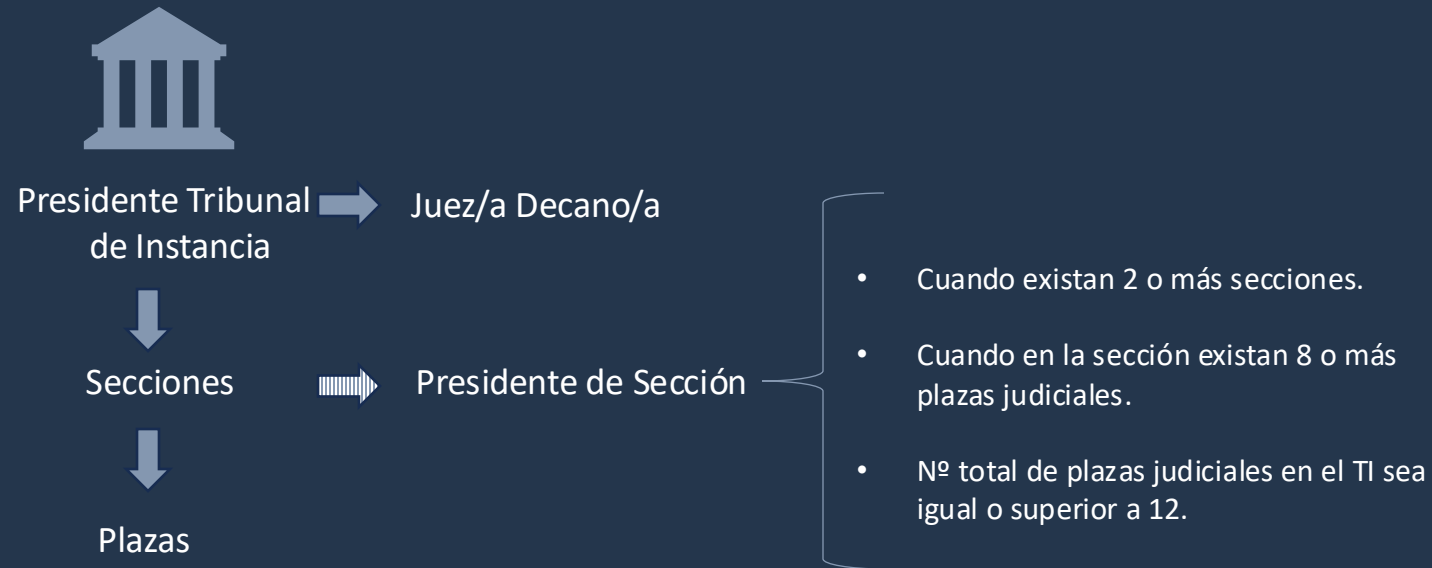 Presidente Tribunal
de Instancia
Juez/a Decano/a
Secciones
Presidente de Sección
• Cuando existan 2 o más secciones.
• Cuando en la sección existan 8 o más
plazas judiciales.
• Nº total de plazas judiciales en el TI sea
igual o superior a 12.
Plazas